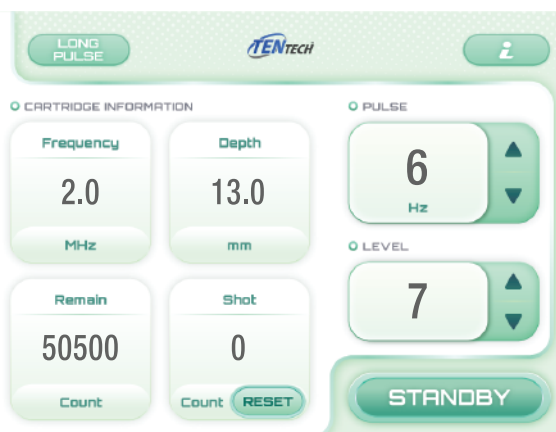 LONG
PULSE
TENTECH
i
CARTRIDGE INFORMATION
PULSE
Frequency
2.0
MHz
Depth
13.0
mm
6
Hz
LEVEL
Remain
50500
Count
Shot
0
Count RESET
7
STANDBY